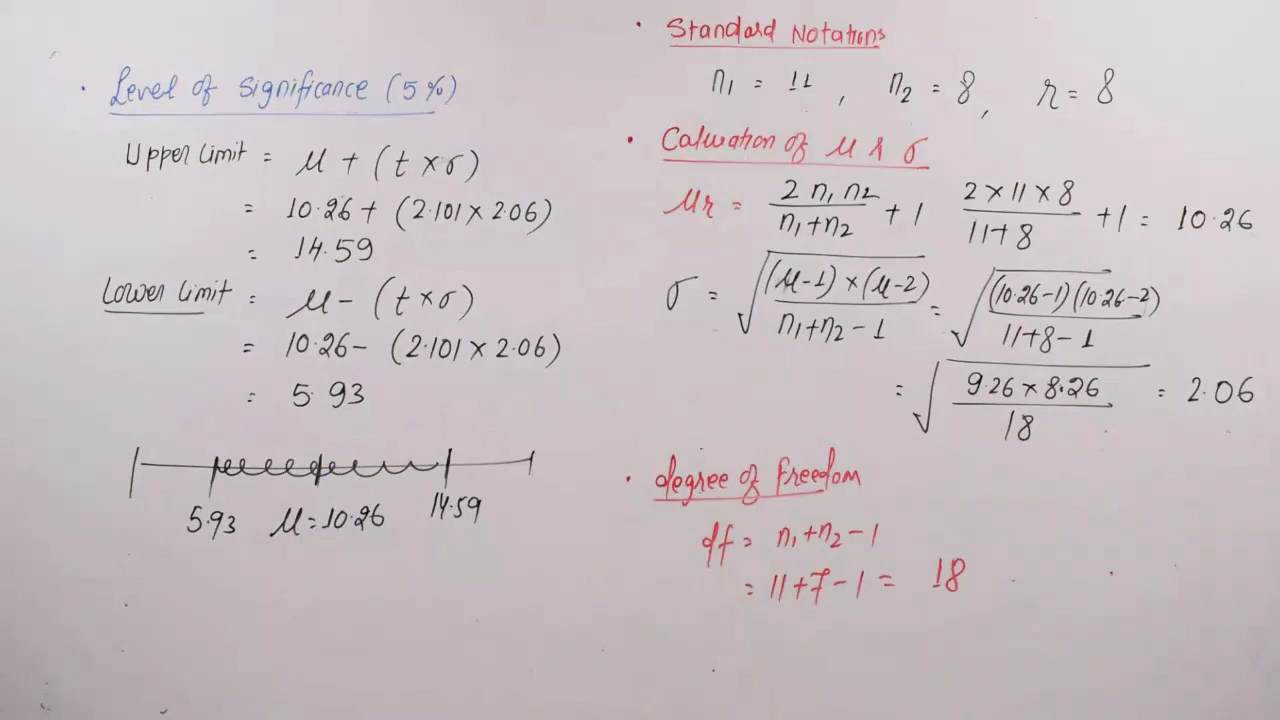 • Level of Significance (5%)
Upper Limit = μ + (t × σ)
= 10.26 + (2.101 × 2.06)
= 14.59
Lower Limit = μ - (t × σ)
= 10.26 - (2.101 × 2.06)
= 5.93
5.93 μ = 10.26 14.59
• Standard Notations
n₁ = 11, n₂ = 8, r = 8
• Caluation of μ & σ
μr = 2 n₁ n₂ / n₁+n₂ + 1 2 × 11 × 8 / 11+8 + 1 = 10.26
σ = √((μ-1) × (μ-2) / n₁+n₂-1) = √((10.26-1)(10.26-2) / 11+8-1)
= √(9.26 × 8.26 / 18) = 2.06
• degree of freedom
df = n₁+n₂-1
= 11+7-1 = 18